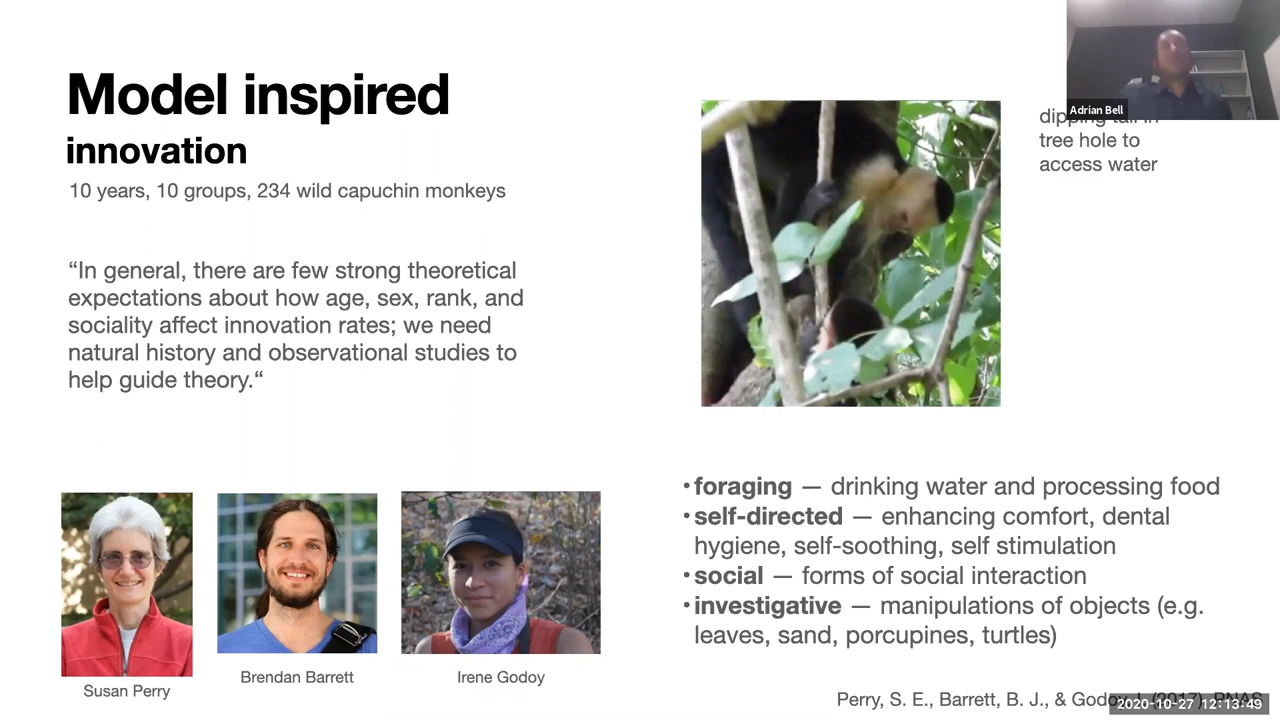 Model inspired
innovation
10 years, 10 groups, 234 wild capuchin monkeys
“In general, there are few strong theoretical
expectations about how age, sex, rank, and
sociality affect innovation rates; we need
natural history and observational studies to
help guide theory.“
Susan Perry
Brendan Barrett
Irene Godoy
Adrian Bell
dipping tail in
tree hole to
access water
•foraging — drinking water and processing food
•self-directed — enhancing comfort, dental
hygiene, self-soothing, self stimulation
•social — forms of social interaction
•investigative — manipulations of objects (e.g.
leaves, sand, porcupines, turtles)
Perry, S. E., Barrett, B. J., & Godoy, I. (2017). PNAS
2020-10-27 12:13:49